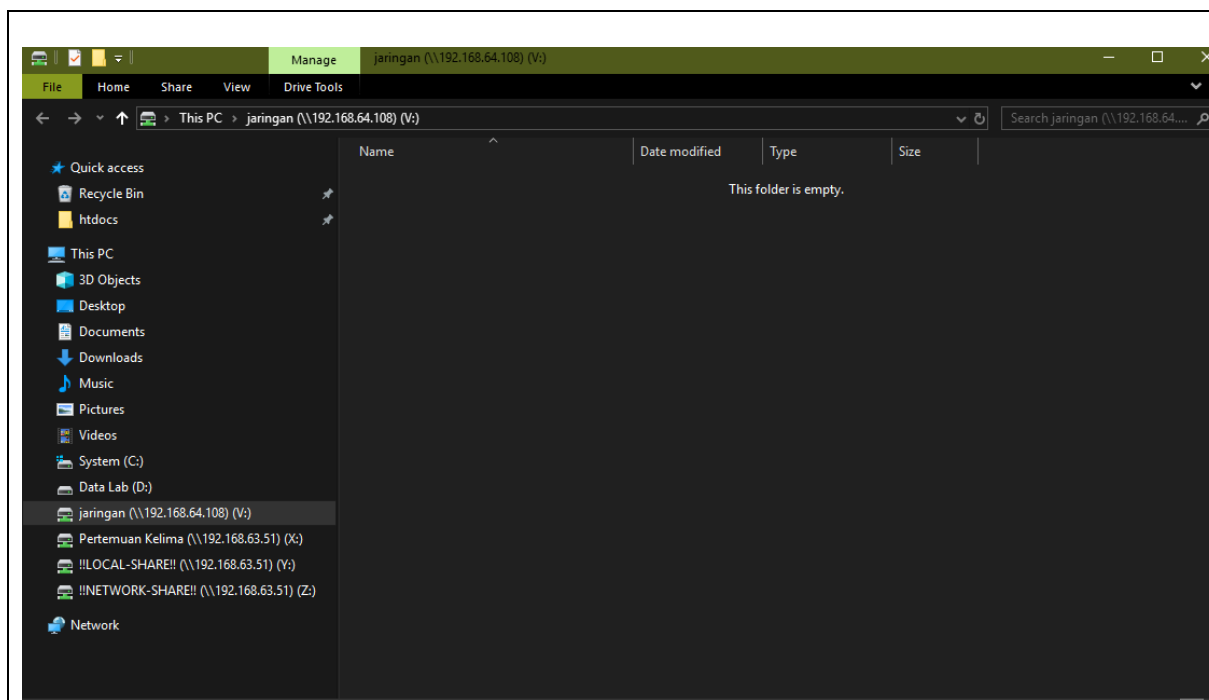 Manage
jaringan (\\192.168.64.108) (V:)
File
Home
Share
View
Drive Tools
This PC
jaringan (\\192.168.64.108) (V:)
Search jaringan (\\192.168.64....
Name
Date modified
Type
Size
This folder is empty.
Quick access
Recycle Bin
htdocs
This PC
3D Objects
Desktop
Documents
Downloads
Music
Pictures
Videos
System (C:)
Data Lab (D:)
jaringan (\\192.168.64.108) (V:)
Pertemuan Kelima (\\192.168.63.51) (X:)
!!LOCAL-SHARE!! (\\192.168.63.51) (Y:)
!!NETWORK-SHARE!! (\\192.168.63.51) (Z:)
Network